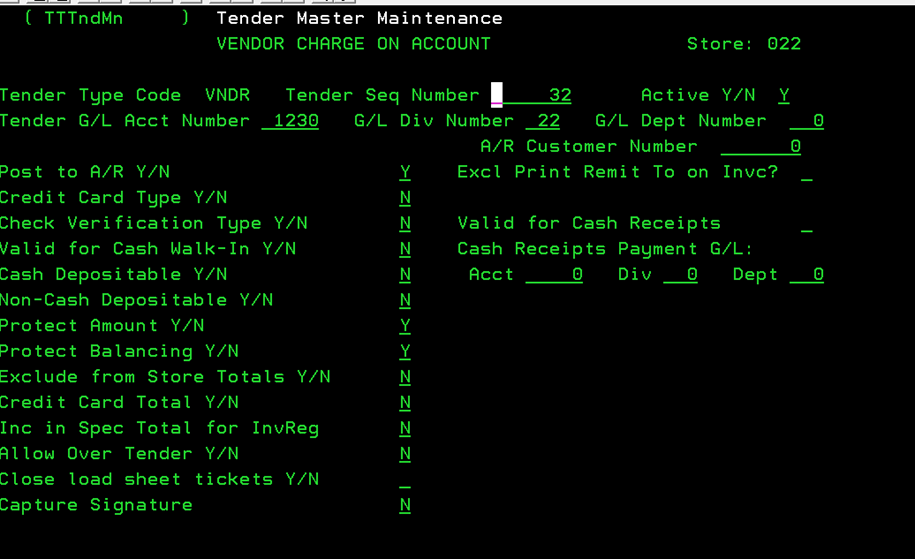 ( TTTndMn ) Tender Master Maintenance
VENDOR CHARGE ON ACCOUNT Store: 022
Tender Type Code VNDR Tender Seq Number 32 Active Y/N Y
Tender G/L Acct Number 1230 G/L Div Number 22 G/L Dept Number 0
A/R Customer Number 0
Post to A/R Y/N Y Excl Print Remit To on Invc? _
Credit Card Type Y/N N
Check Verification Type Y/N N Valid for Cash Receipts _
Valid for Cash Walk-In Y/N N Cash Receipts Payment G/L:
Cash Depositable Y/N N Acct 0 Div 0 Dept 0
Non-Cash Depositable Y/N N
Protect Amount Y/N Y
Protect Balancing Y/N Y
Exclude from Store Totals Y/N N
Credit Card Total Y/N N
Inc in Spec Total for InvReg N
Allow Over Tender Y/N N
Close load sheet tickets Y/N _
Capture Signature N